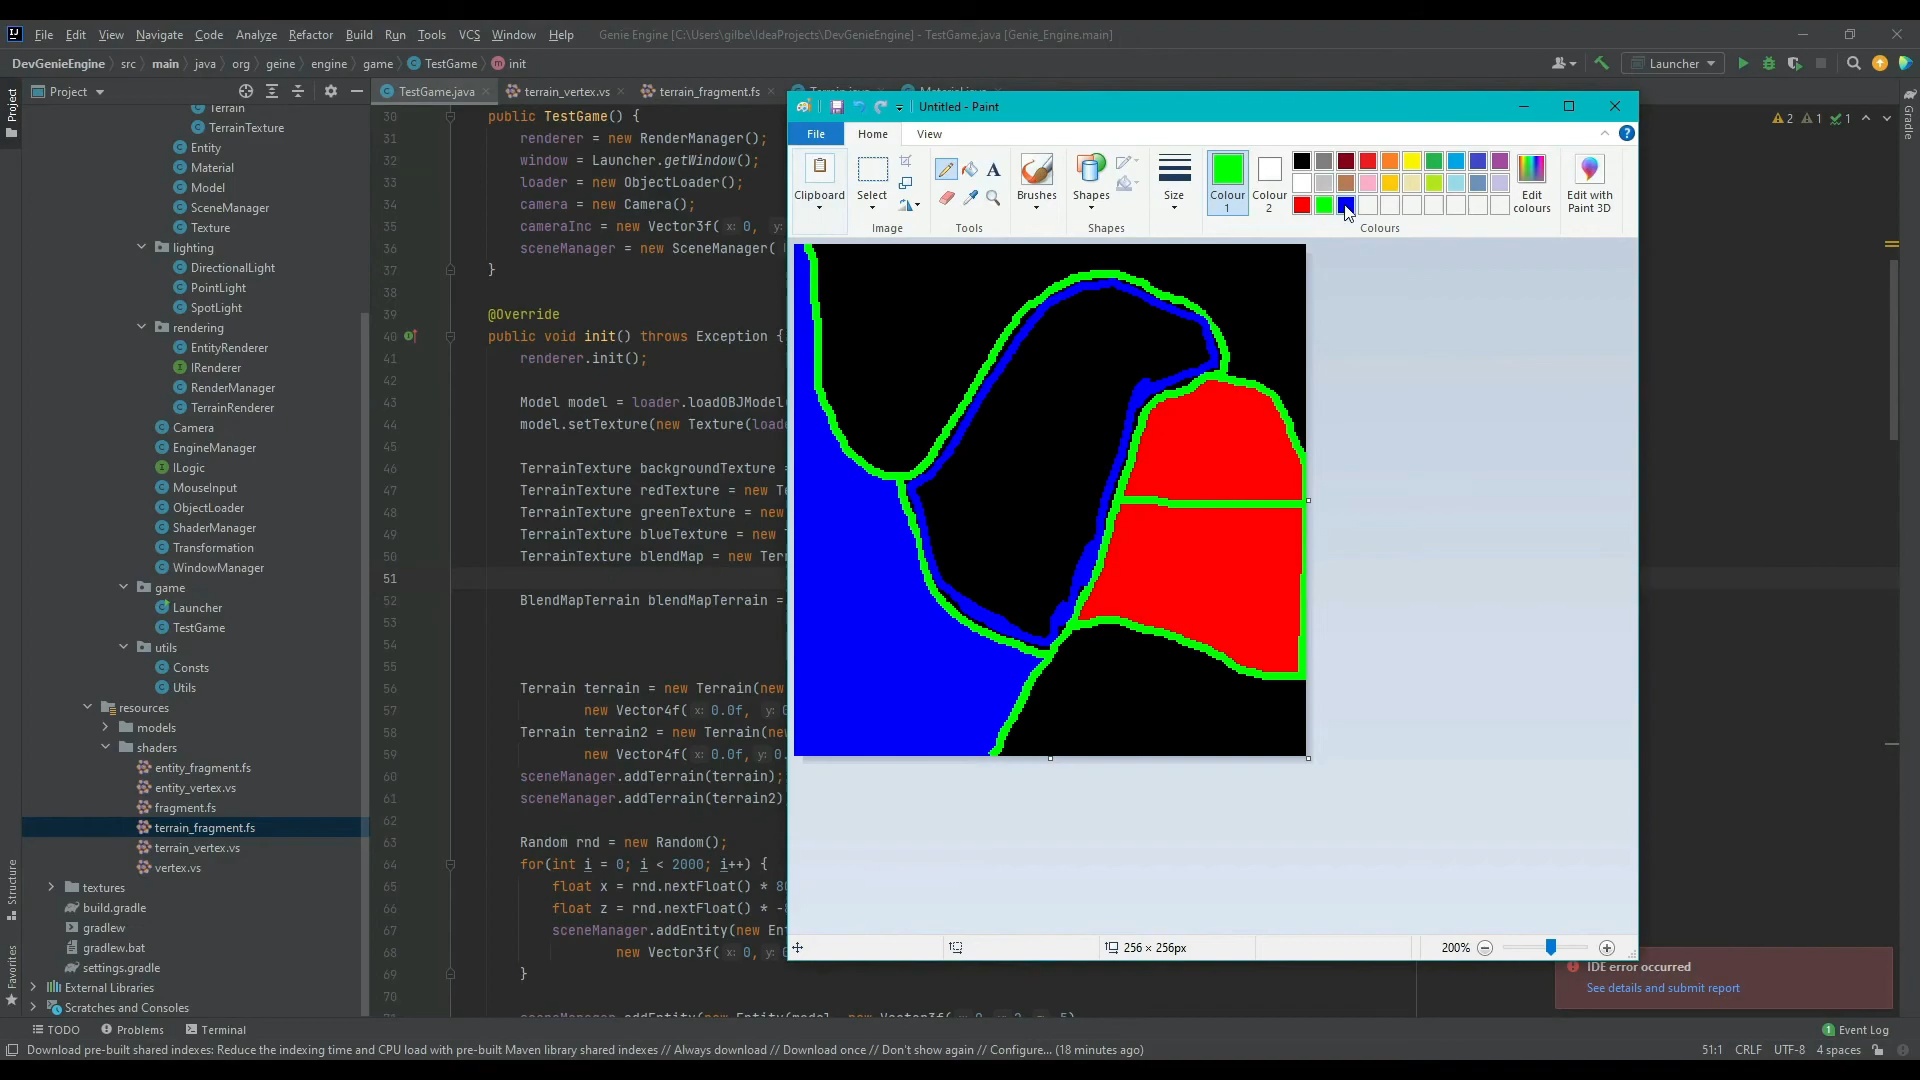 File Edit View Navigate Code Analyze Refactor Build Run Tools VCS Window Help Genie Engine [C:\Users\gilbe\IdeaProjects\DevGenieEngine] - TestGame.java [Genie_Engine.main]
DevGenieEngine src main java org geine engine game TestGame init Launcher
Project TestGame.java terrain_vertex.vs terrain_fragment.fs
Terrain
TerrainTexture
Entity
Material
Model
SceneManager
Texture
lighting
DirectionalLight
PointLight
SpotLight
rendering
EntityRenderer
IRenderer
RenderManager
TerrainRenderer
Camera
EngineManager
ILogic
MouseInput
ObjectLoader
ShaderManager
Transformation
WindowManager
game
Launcher
TestGame
utils
Consts
Utils
resources
models
shaders
entity_fragment.fs
entity_vertex.vs
fragment.fs
terrain_fragment.fs
terrain_vertex.vs
vertex.vs
textures
build.gradle
gradlew
gradlew.bat
settings.gradle
External Libraries
Scratches and Consoles
Project
Structure
Favorites
30 public TestGame() {
31 renderer = new RenderManager();
32 window = Launcher.getWindow();
33 loader = new ObjectLoader();
34 camera = new Camera();
35 cameraInc = new Vector3f( x: 0, y:
36 sceneManager = new SceneManager(
37 }
38
39 @Override
40 public void init() throws Exception {
41 renderer.init();
42
43 Model model = loader.loadOBJModel
44 model.setTexture(new Texture(load
45
46 TerrainTexture backgroundTexture =
47 TerrainTexture redTexture = new T
48 TerrainTexture greenTexture = new
49 TerrainTexture blueTexture = new
50 TerrainTexture blendMap = new Ter
51
52 BlendMapTerrain blendMapTerrain =
53
54
55
56 Terrain terrain = new Terrain(new
57 new Vector4f( x: 0.0f, y: 0
58 Terrain terrain2 = new Terrain(new
59 new Vector4f( x: 0.0f, y: 0.
60 sceneManager.addTerrain(terrain);
61 sceneManager.addTerrain(terrain2)
62
63 Random rnd = new Random();
64 for(int i = 0; i < 2000; i++) {
65 float x = rnd.nextFloat() * 80
66 float z = rnd.nextFloat() * -
67 sceneManager.addEntity(new En
68 new Vector3f( x: 0,
69 }
70
Untitled - Paint
File Home View
Clipboard Select Brushes Shapes Size Colour 1 Colour 2 Edit colours Edit with Paint 3D
Image Tools Shapes Colours
256 × 256px 200%
2 1 1
Gradle
IDE error occurred
See details and submit report
TODO Problems Terminal 1 Event Log
Download pre-built shared indexes: Reduce the indexing time and CPU load with pre-built Maven library shared indexes // Always download // Download once // Don't show again // Configure... (18 minutes ago) 51:1 CRLF UTF-8 4 spaces